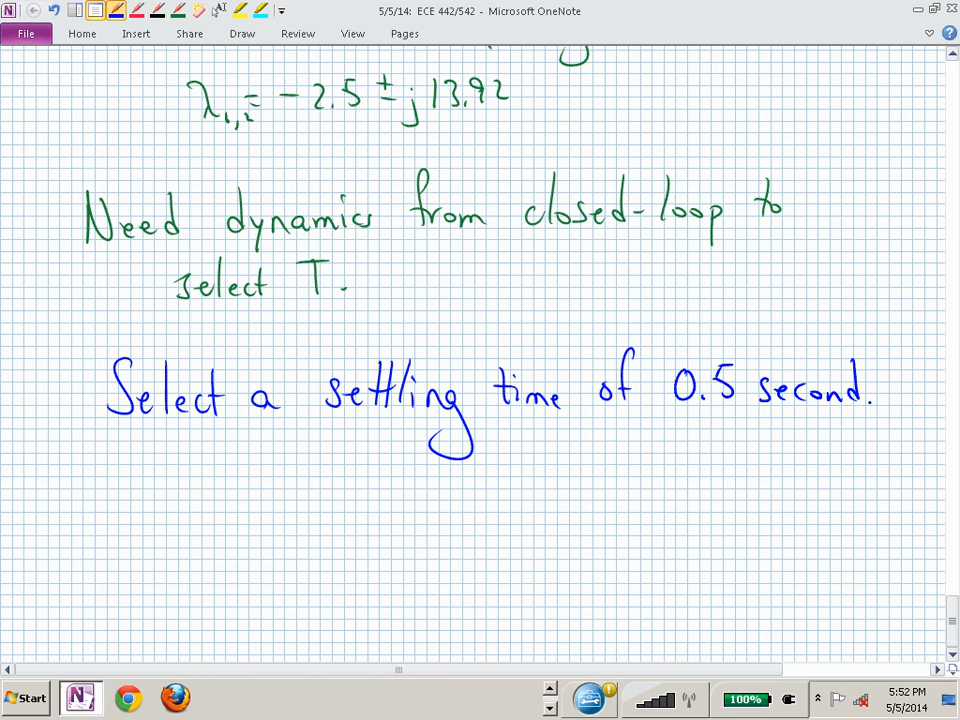 5/5/14: ECE 442/542 - Microsoft OneNote
File Home Insert Share Draw Review View Pages
λ1,2 = -2.5 ± j 13.92
Need dynamics from closed-loop to
select T.
Select a settling time of 0.5 second.
Start 100% 5:52 PM
5/5/2014